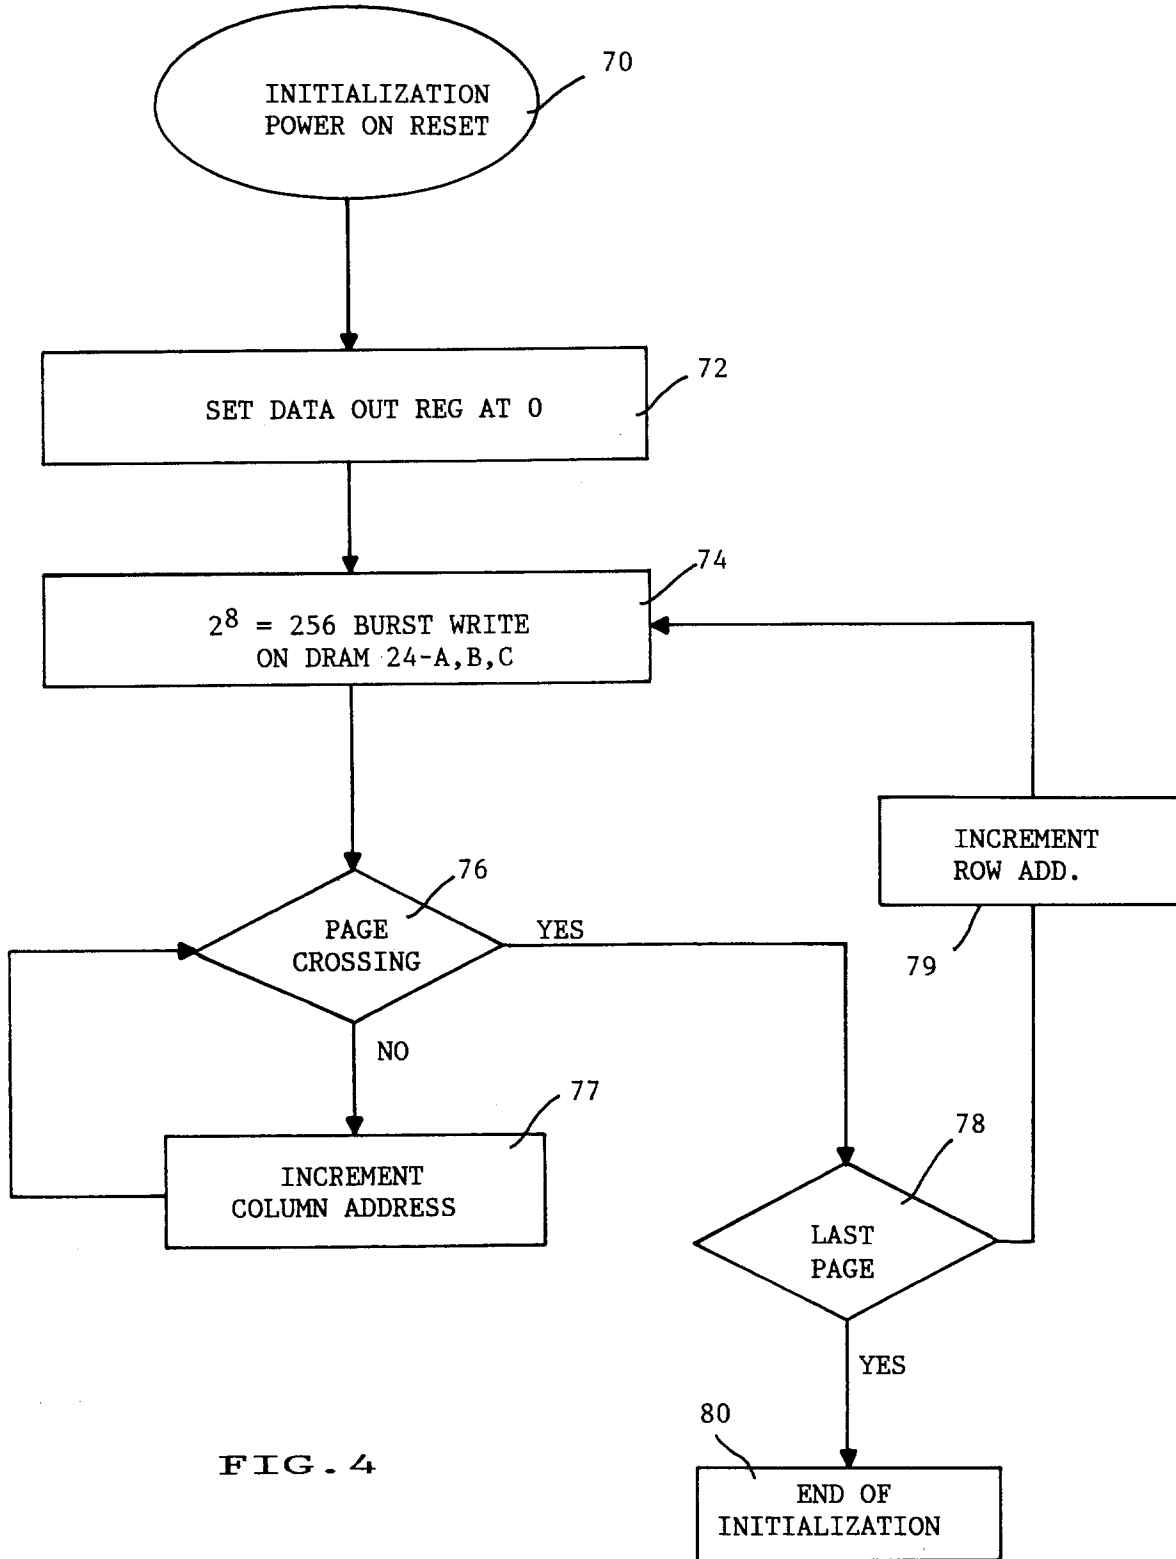 70
INITIALIZATION
POWER ON RESET
72
SET DATA OUT REG AT 0
74
2⁸ = 256 BURST WRITE
ON DRAM 24-A,B,C
76
PAGE
CROSSING
YES
NO
INCREMENT
ROW ADD.
79
77
INCREMENT
COLUMN ADDRESS
78
LAST
PAGE
YES
80
END OF
INITIALIZATION
FIG. 4